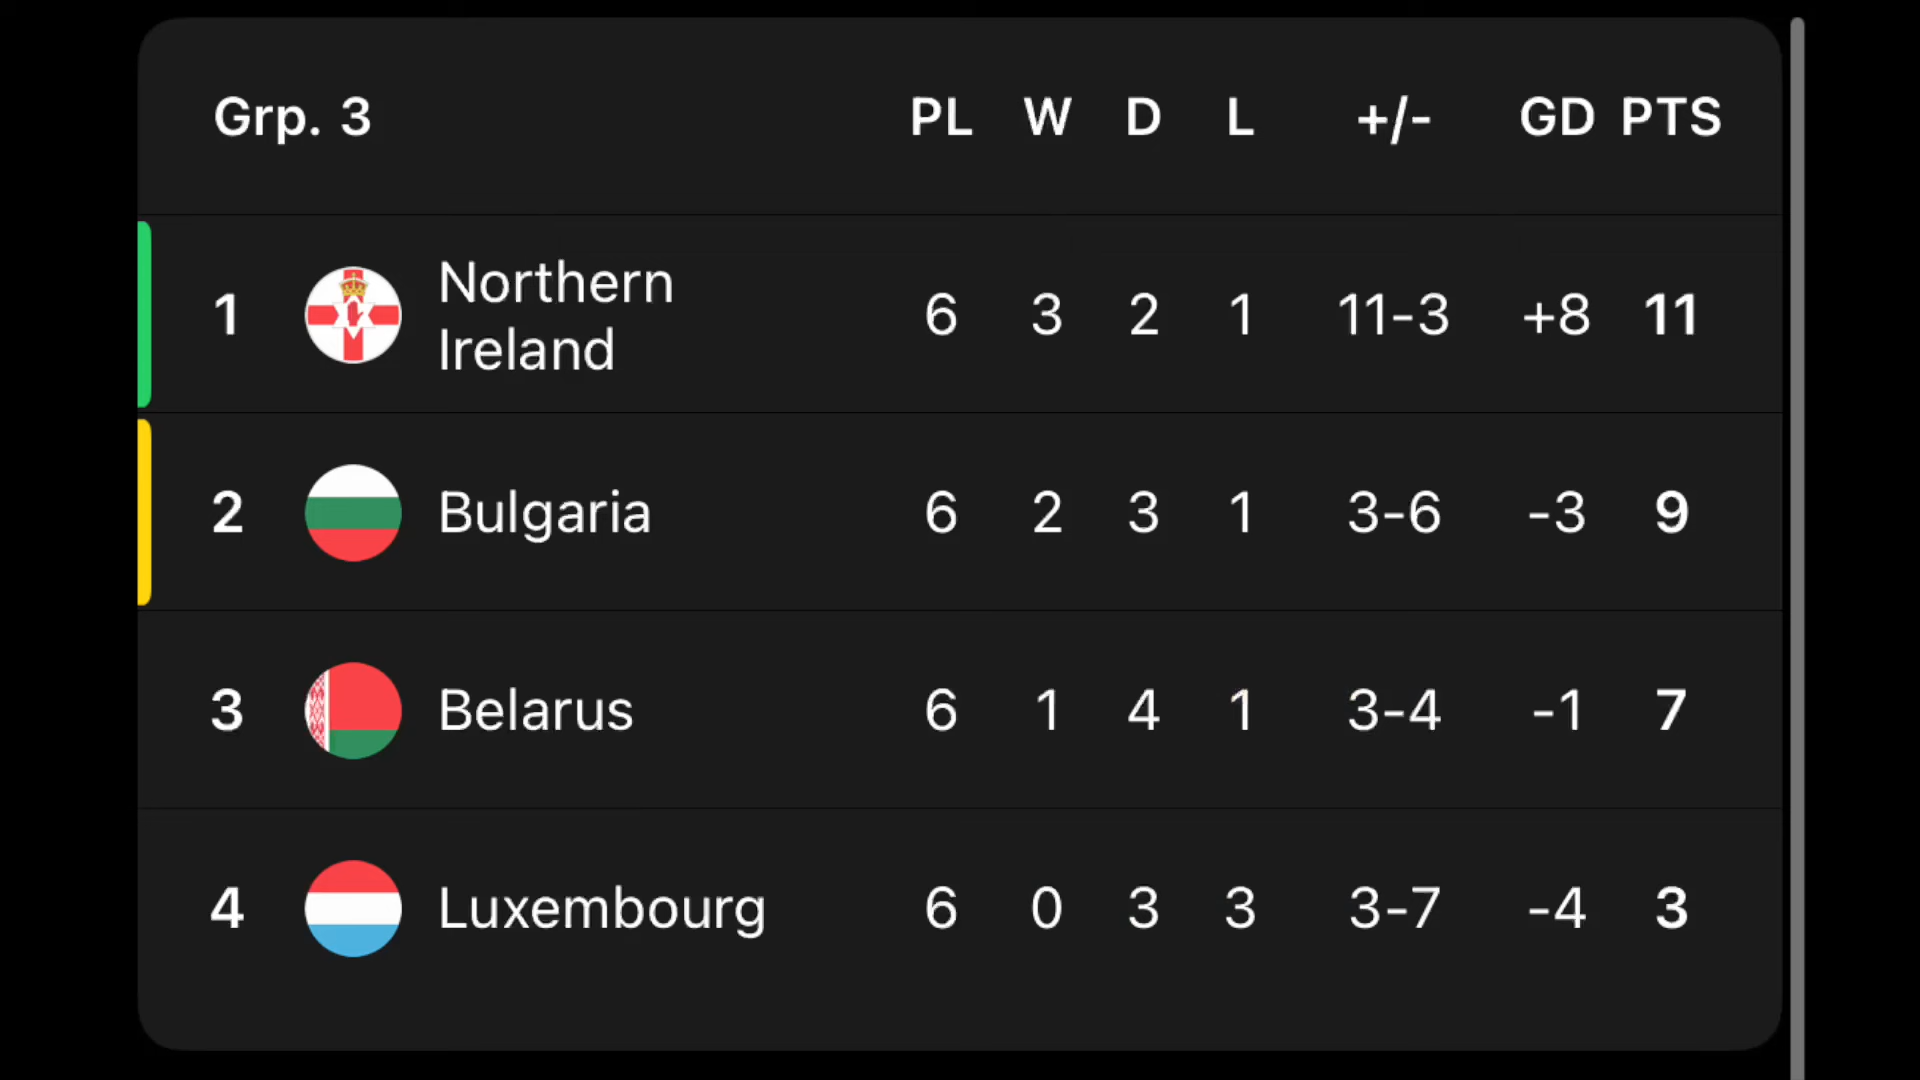 Grp. 3 PL W D L +/- GD PTS
1 Northern Ireland 6 3 2 1 11-3 +8 11
2 Bulgaria 6 2 3 1 3-6 -3 9
3 Belarus 6 1 4 1 3-4 -1 7
4 Luxembourg 6 0 3 3 3-7 -4 3